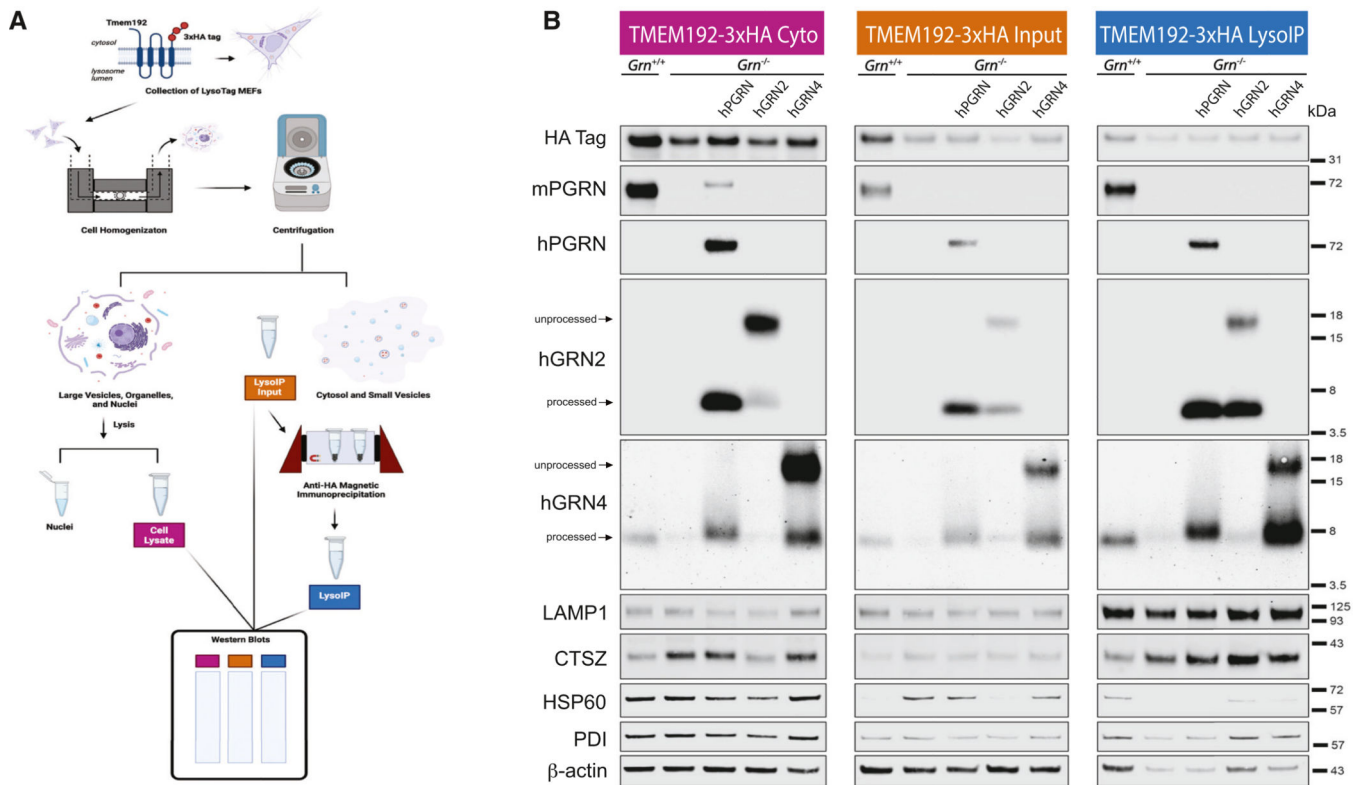 A
Tmem192
3xHA tag
cytosol
lysosome
lumen
Collection of LysoTag MEFs
Cell Homogenizaton
Centrifugation
Large Vesicles, Organelles,
and Nuclei
LysoIP
Input
Cytosol and Small Vesicles
Lysis
Anti-HA Magnetic
Immunoprecipitation
Nuclei
Cell
Lysate
LysoIP
Western Blots
B
TMEM192-3xHA Cyto
TMEM192-3xHA Input
TMEM192-3xHA LysoIP
Grn+/+ Grn-/-
Grn+/+ Grn-/-
Grn+/+ Grn-/-
hPGRN hGRN2 hGRN4
hPGRN hGRN2 hGRN4
hPGRN hGRN2 hGRN4
kDa
HA Tag
31
mPGRN
72
hPGRN
72
unprocessed
18
15
hGRN2
8
processed
3.5
unprocessed
18
15
hGRN4
processed
8
3.5
LAMP1
125
93
CTSZ
43
HSP60
72
57
PDI
57
β-actin
43